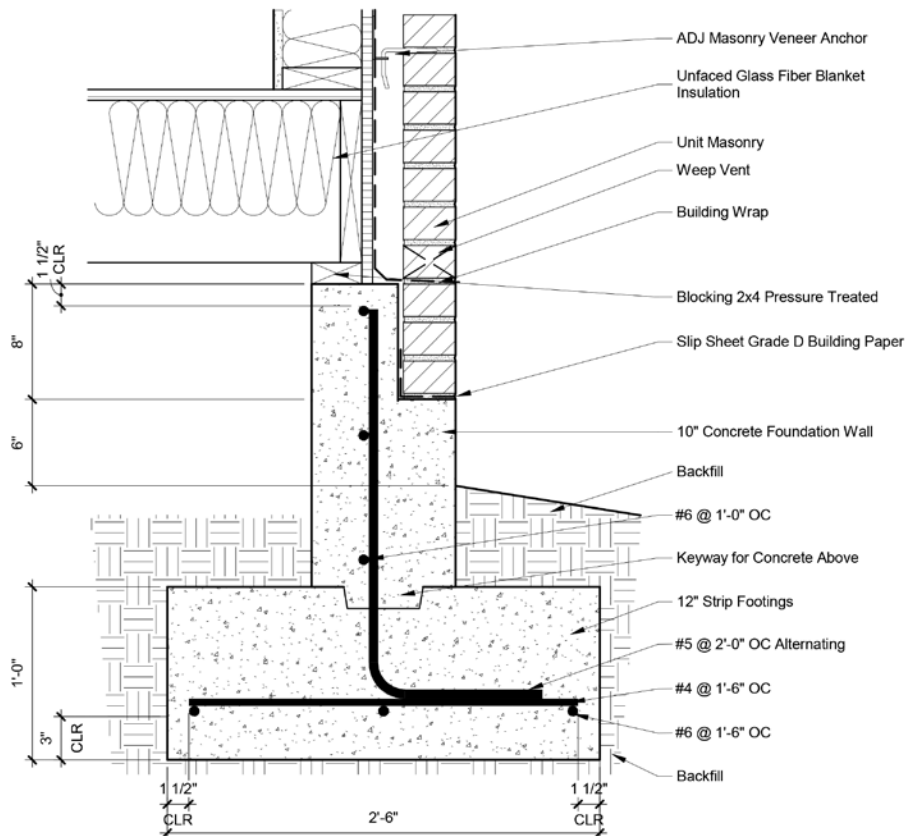 ADJ Masonry Veneer Anchor
Unfaced Glass Fiber Blanket
Insulation
Unit Masonry
Weep Vent
Building Wrap
Blocking 2x4 Pressure Treated
Slip Sheet Grade D Building Paper
10" Concrete Foundation Wall
Backfill
#6 @ 1'-0" OC
Keyway for Concrete Above
12" Strip Footings
#5 @ 2'-0" OC Alternating
#4 @ 1'-6" OC
#6 @ 1'-6" OC
Backfill
1 1/2"
CLR
8"
6"
1'-0"
3"
CLR
1 1/2"
CLR
2'-6"
1 1/2"
CLR